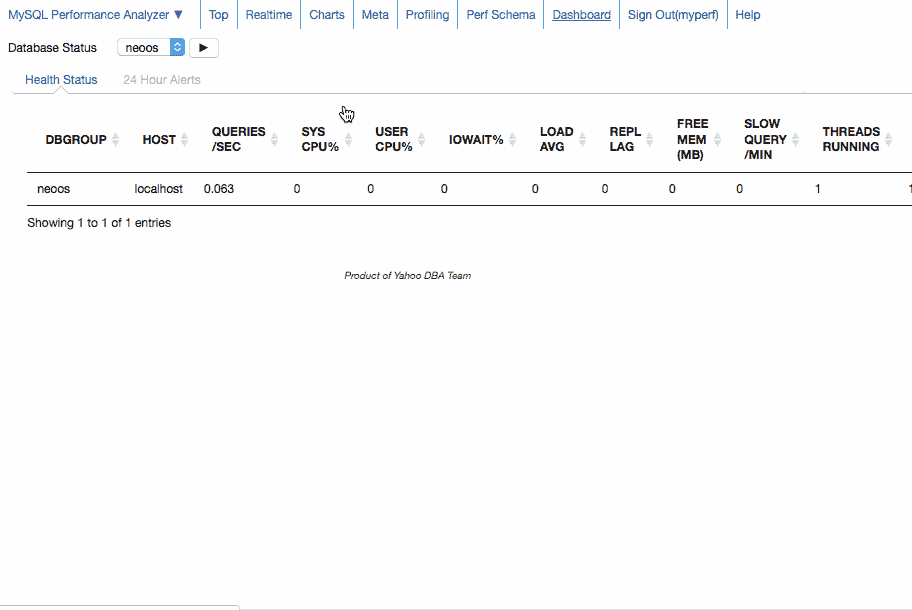 MySQL Performance Analyzer ▼ Top Realtime Charts Meta Profiling Perf Schema Dashboard Sign Out(myperf) Help
Database Status neoos
Health Status 24 Hour Alerts
DBGROUP HOST QUERIES /SEC SYS CPU% USER CPU% IOWAIT% LOAD AVG REPL LAG FREE MEM (MB) SLOW QUERY /MIN THREADS RUNNING
neoos localhost 0.063 0 0 0 0 0 0 0 1
Showing 1 to 1 of 1 entries
Product of Yahoo DBA Team